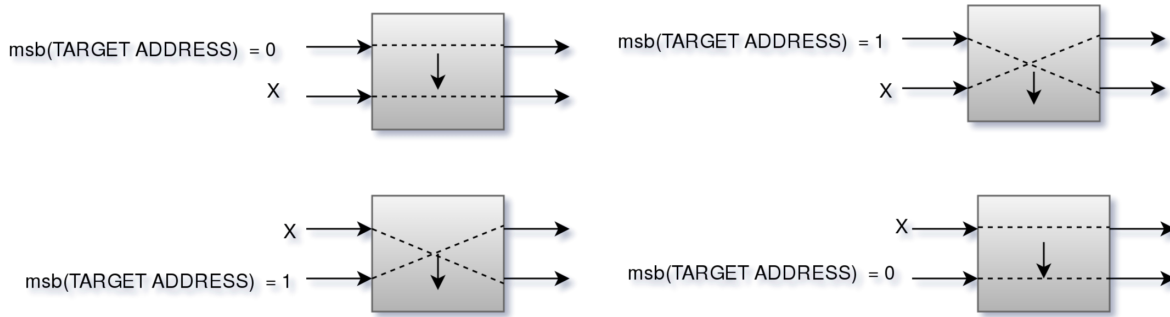 msb(TARGET ADDRESS) = 0
X
msb(TARGET ADDRESS) = 1
X
X
msb(TARGET ADDRESS) = 1
X
msb(TARGET ADDRESS) = 0